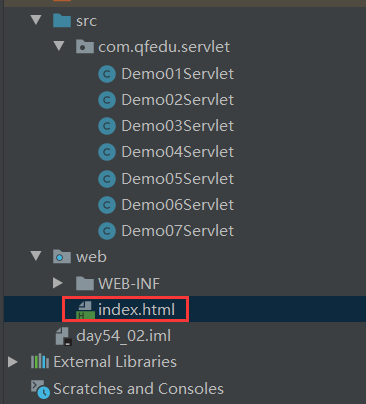 src
com.qfedu.servlet
Demo01Servlet
Demo02Servlet
Demo03Servlet
Demo04Servlet
Demo05Servlet
Demo06Servlet
Demo07Servlet
web
WEB-INF
index.html
day54_02.iml
External Libraries
Scratches and Consoles